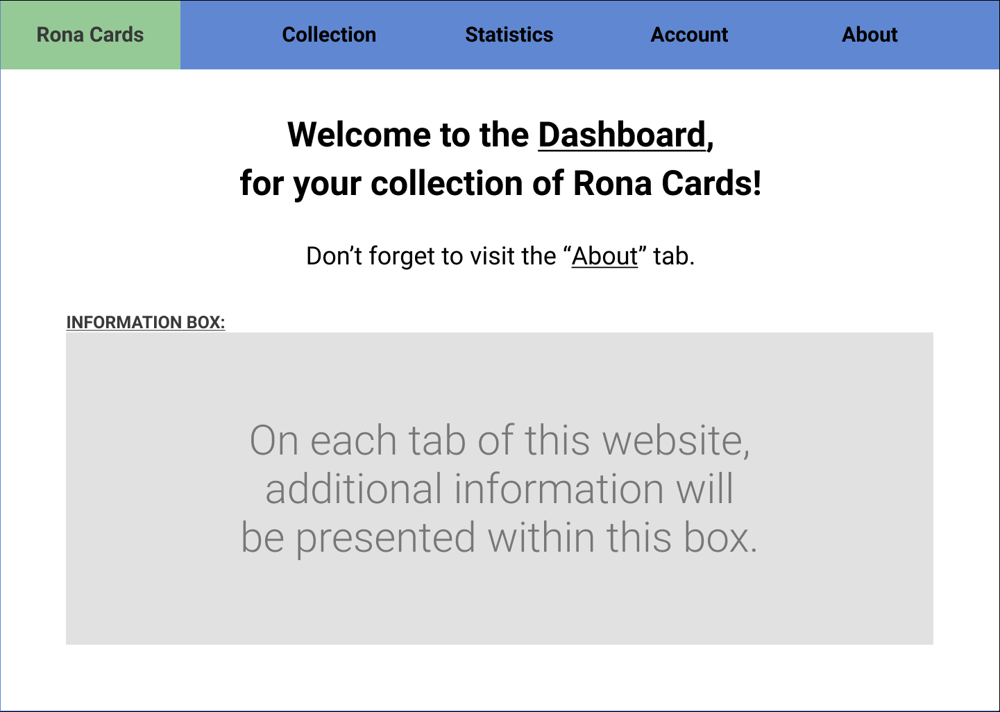 Rona Cards Collection Statistics Account About
Welcome to the Dashboard,
for your collection of Rona Cards!
Don’t forget to visit the “About” tab.
INFORMATION BOX:
On each tab of this website,
additional information will
be presented within this box.